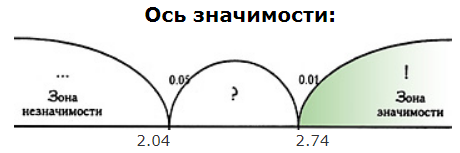 Ось значимости:
...
Зона
незначимости
0.05
?
0.01
!
Зона
значимости
2.04
2.74